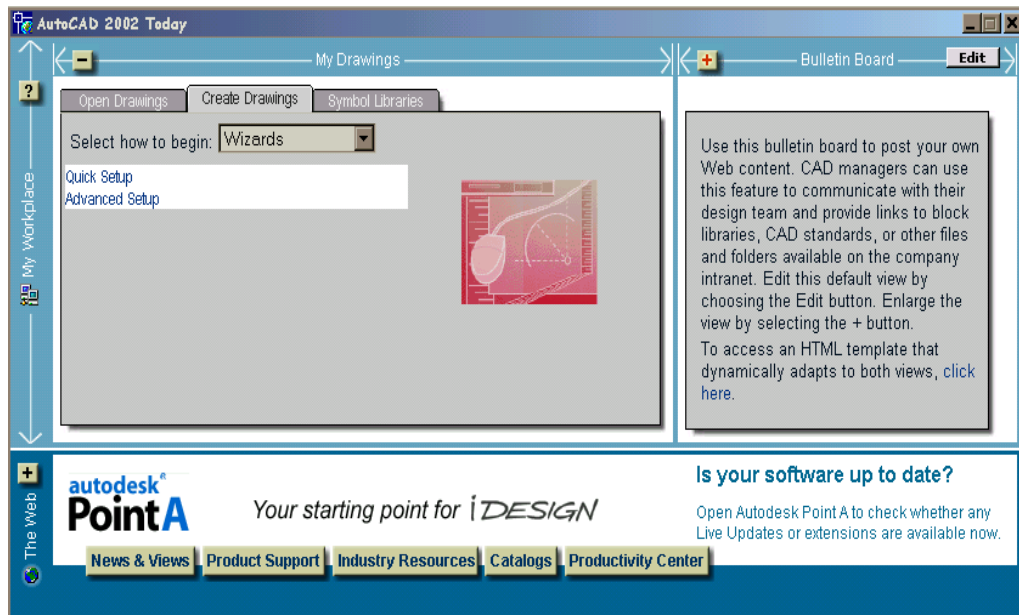 AutoCAD 2002 Today
My Drawings
Bulletin Board
Edit
Open Drawings
Create Drawings
Symbol Libraries
Select how to begin:
Wizards
Quick Setup
Advanced Setup
My Workplace
Use this bulletin board to post your own
Web content. CAD managers can use
this feature to communicate with their
design team and provide links to block
libraries, CAD standards, or other files
and folders available on the company
intranet. Edit this default view by
choosing the Edit button. Enlarge the
view by selecting the + button.
To access an HTML template that
dynamically adapts to both views, click
here.
The Web
autodesk®
Point A
Your starting point for iDESIGN
Is your software up to date?
Open Autodesk Point A to check whether any
Live Updates or extensions are available now.
News & Views
Product Support
Industry Resources
Catalogs
Productivity Center